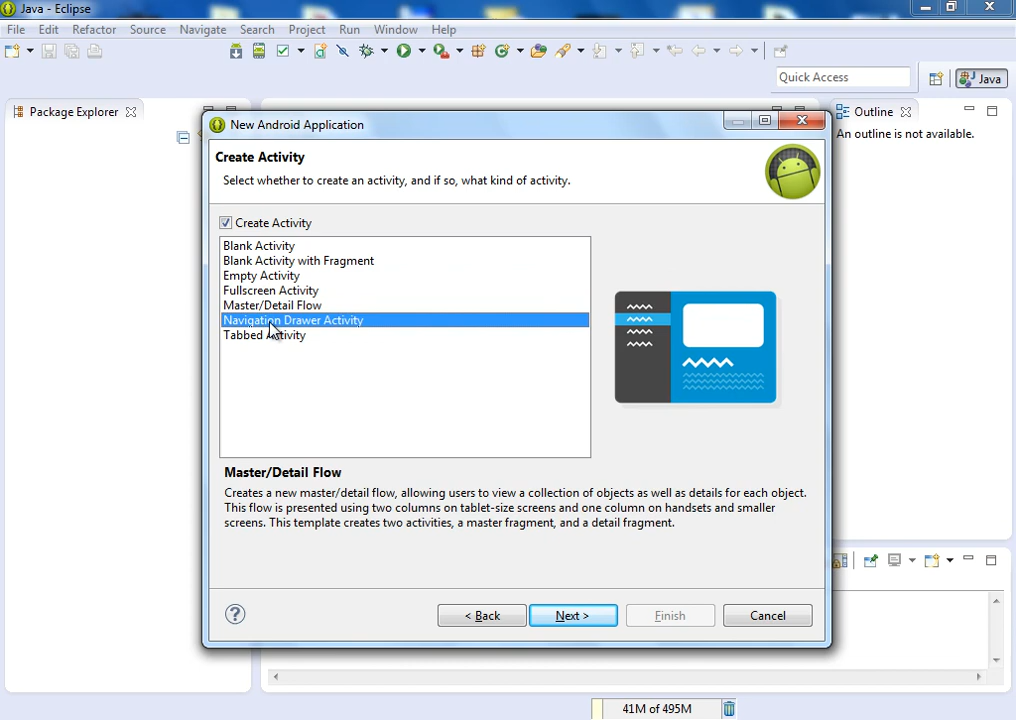 Java - Eclipse
File Edit Refactor Source Navigate Search Project Run Window Help
Quick Access
Java
Package Explorer
Outline
An outline is not available.
New Android Application
Create Activity
Select whether to create an activity, and if so, what kind of activity.
Create Activity
Blank Activity
Blank Activity with Fragment
Empty Activity
Fullscreen Activity
Master/Detail Flow
Navigation Drawer Activity
Tabbed Activity
Master/Detail Flow
Creates a new master/detail flow, allowing users to view a collection of objects as well as details for each object.
This flow is presented using two columns on tablet-size screens and one column on handsets and smaller
screens. This template creates two activities, a master fragment, and a detail fragment.
?
< Back
Next >
Finish
Cancel
41M of 495M